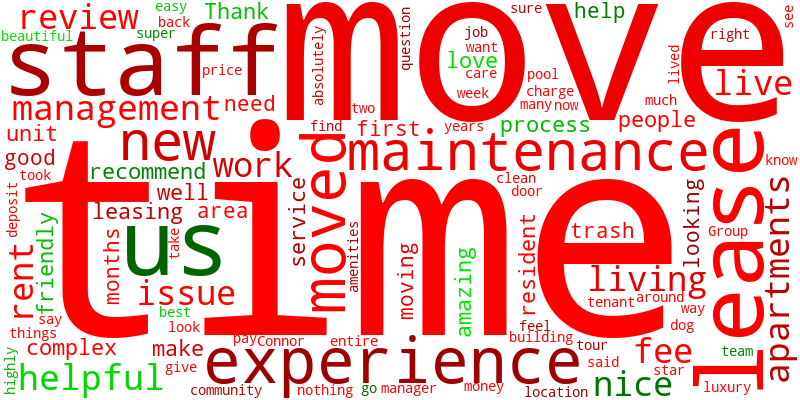 review
easy
back
Thank
beautiful
super
staff
price
move
absolutely
question
sure
job
want
love
care
week
help
pool
charge
many
now
right
lived
see
live
management
need
unit
two
find
first
years
process
much
people
good
took
new
work
recommend
well
leasing
area
maintenance
know
clean
door
service
moved
amenities
time
us
deposit
friendly
rent
months
take
issue
moving
amazing
resident
trash
looking
Group
lease
apartments
living
tenant
around
way
dog
say
things
best
look
complex
make
give
pay
Connor
entire
feel
building
tour
said
fee
star
team
highly
helpful
community
experience
nothing
go
manager
money
location
nice
luxury